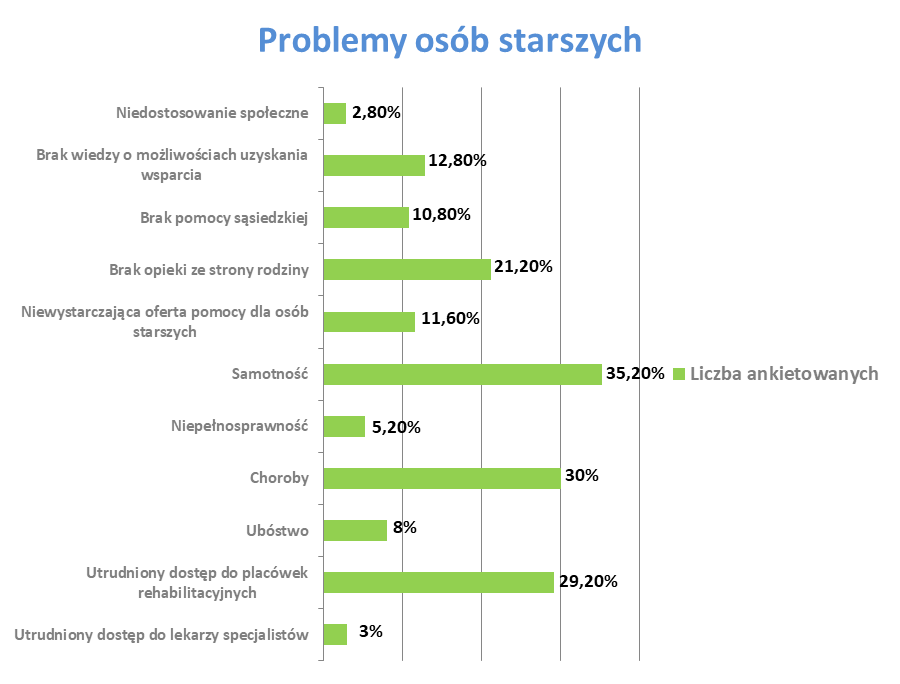 Problemy osób starszych
Niedostosowanie społeczne
2,80%
Brak wiedzy o możliwościach uzyskania
wsparcia
12,80%
Brak pomocy sąsiedzkiej
10,80%
Brak opieki ze strony rodziny
21,20%
Niewystarczająca oferta pomocy dla osób
starszych
11,60%
Samotność
35,20%
Liczba ankietowanych
Niepełnosprawność
5,20%
Choroby
30%
Ubóstwo
8%
Utrudniony dostęp do placówek
rehabilitacyjnych
29,20%
Utrudniony dostęp do lekarzy specjalistów
3%